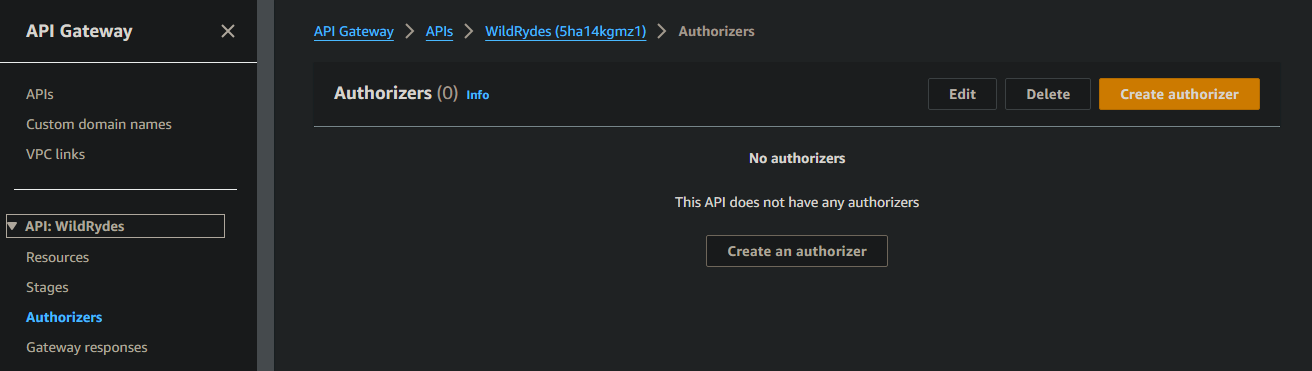 API Gateway
APIs
Custom domain names
VPC links
API: WildRydes
Resources
Stages
Authorizers
Gateway responses
API Gateway > APIs > WildRydes (5ha14kgmz1) > Authorizers
Authorizers (0) Info
Edit
Delete
Create authorizer
No authorizers
This API does not have any authorizers
Create an authorizer